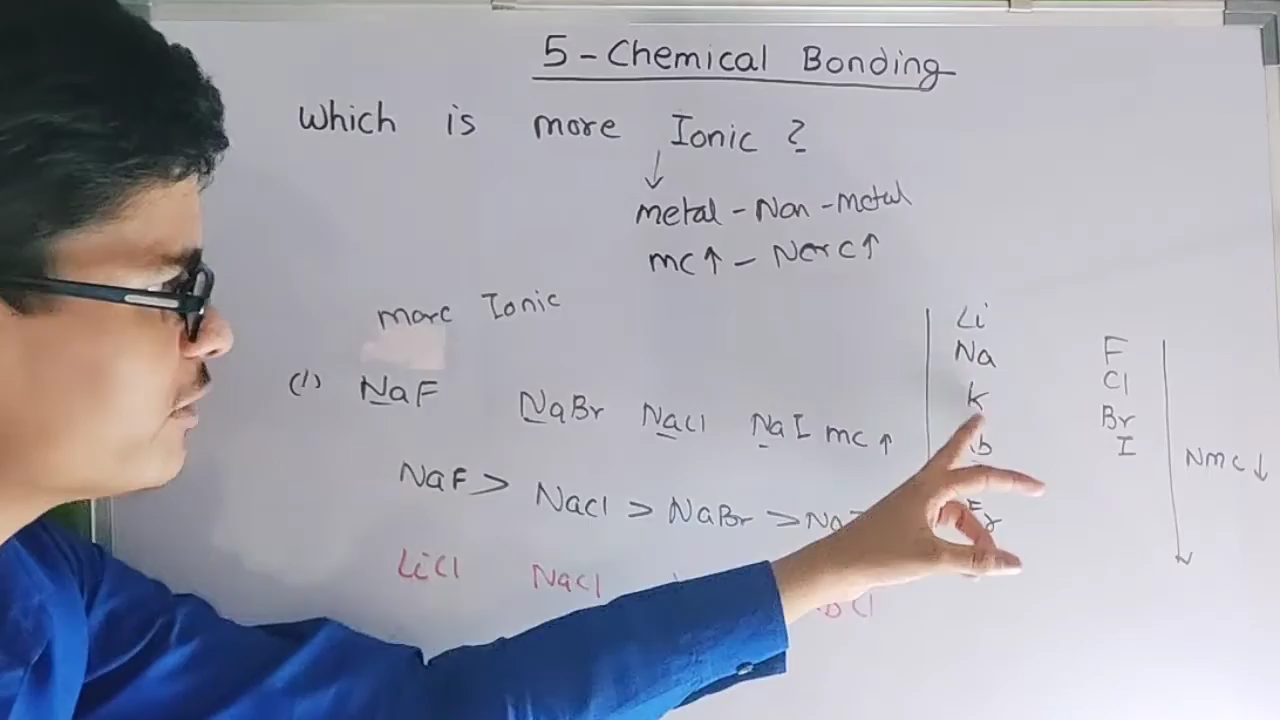 5 - Chemical Bonding
Which is more Ionic ?
↓
metal - Non - metal
mc ↑ - Nmc ↑
more Ionic
(1) NaF NaBr NaCl NaI mc ↑
NaF > NaCl > NaBr >
LiCl NaCl
Li
Na
K
F
Cl
Br
I
Nmc ↓